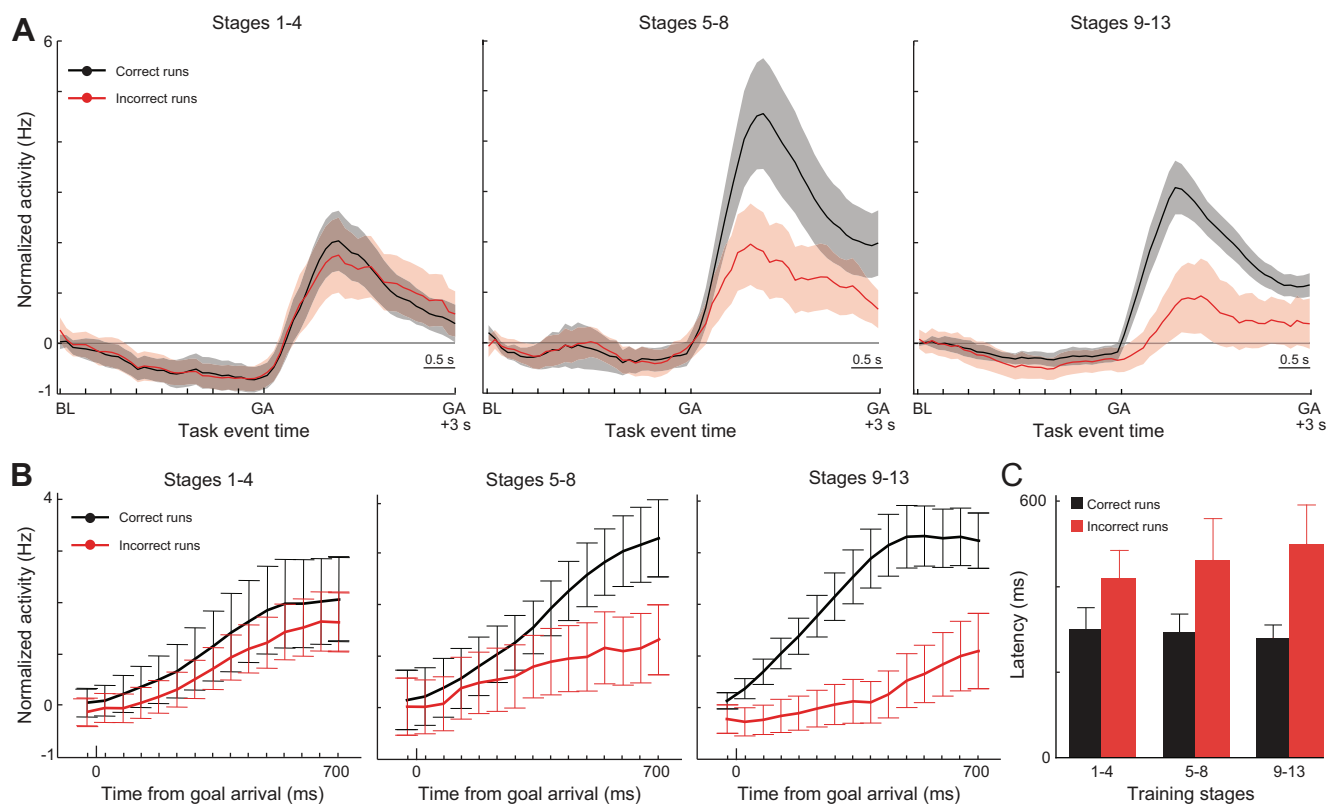 A
Stages 1-4
Stages 5-8
Stages 9-13
6
Correct runs
Incorrect runs
Normalized activity (Hz)
0
-1
0.5 s
0.5 s
0.5 s
BL
GA
GA
+3 s
BL
GA
GA
+3 s
BL
GA
GA
+3 s
Task event time
Task event time
Task event time
B
Stages 1-4
Stages 5-8
Stages 9-13
4
Correct runs
Incorrect runs
Normalized activity (Hz)
0
-1
0
700
0
700
0
700
Time from goal arrival (ms)
Time from goal arrival (ms)
Time from goal arrival (ms)
C
600
Correct runs
Incorrect runs
Latency (ms)
0
1-4
5-8
9-13
Training stages